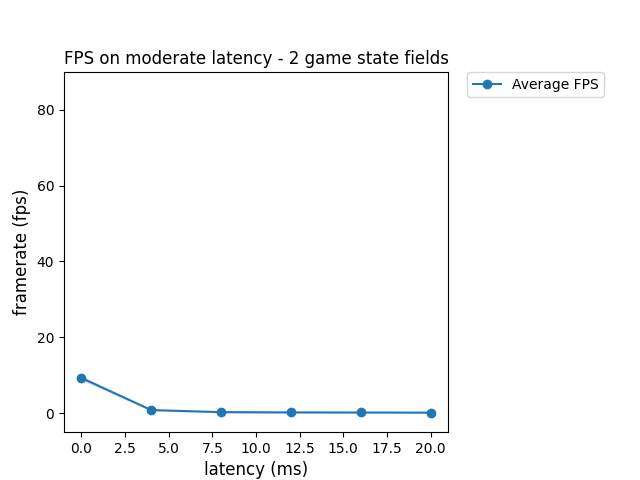 FPS on moderate latency - 2 game state fields
Average FPS
80
60
40
20
0
framerate (fps)
0.0 2.5 5.0 7.5 10.0 12.5 15.0 17.5 20.0
latency (ms)